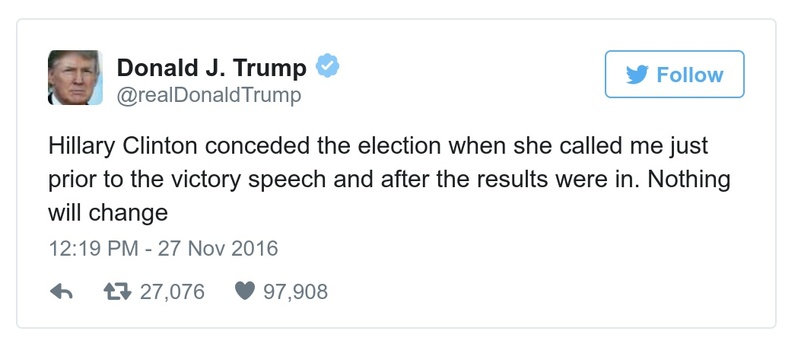 Donald J. Trump
@realDonaldTrump
Follow
Hillary Clinton conceded the election when she called me just
prior to the victory speech and after the results were in. Nothing
will change
12:19 PM - 27 Nov 2016
27,076 97,908